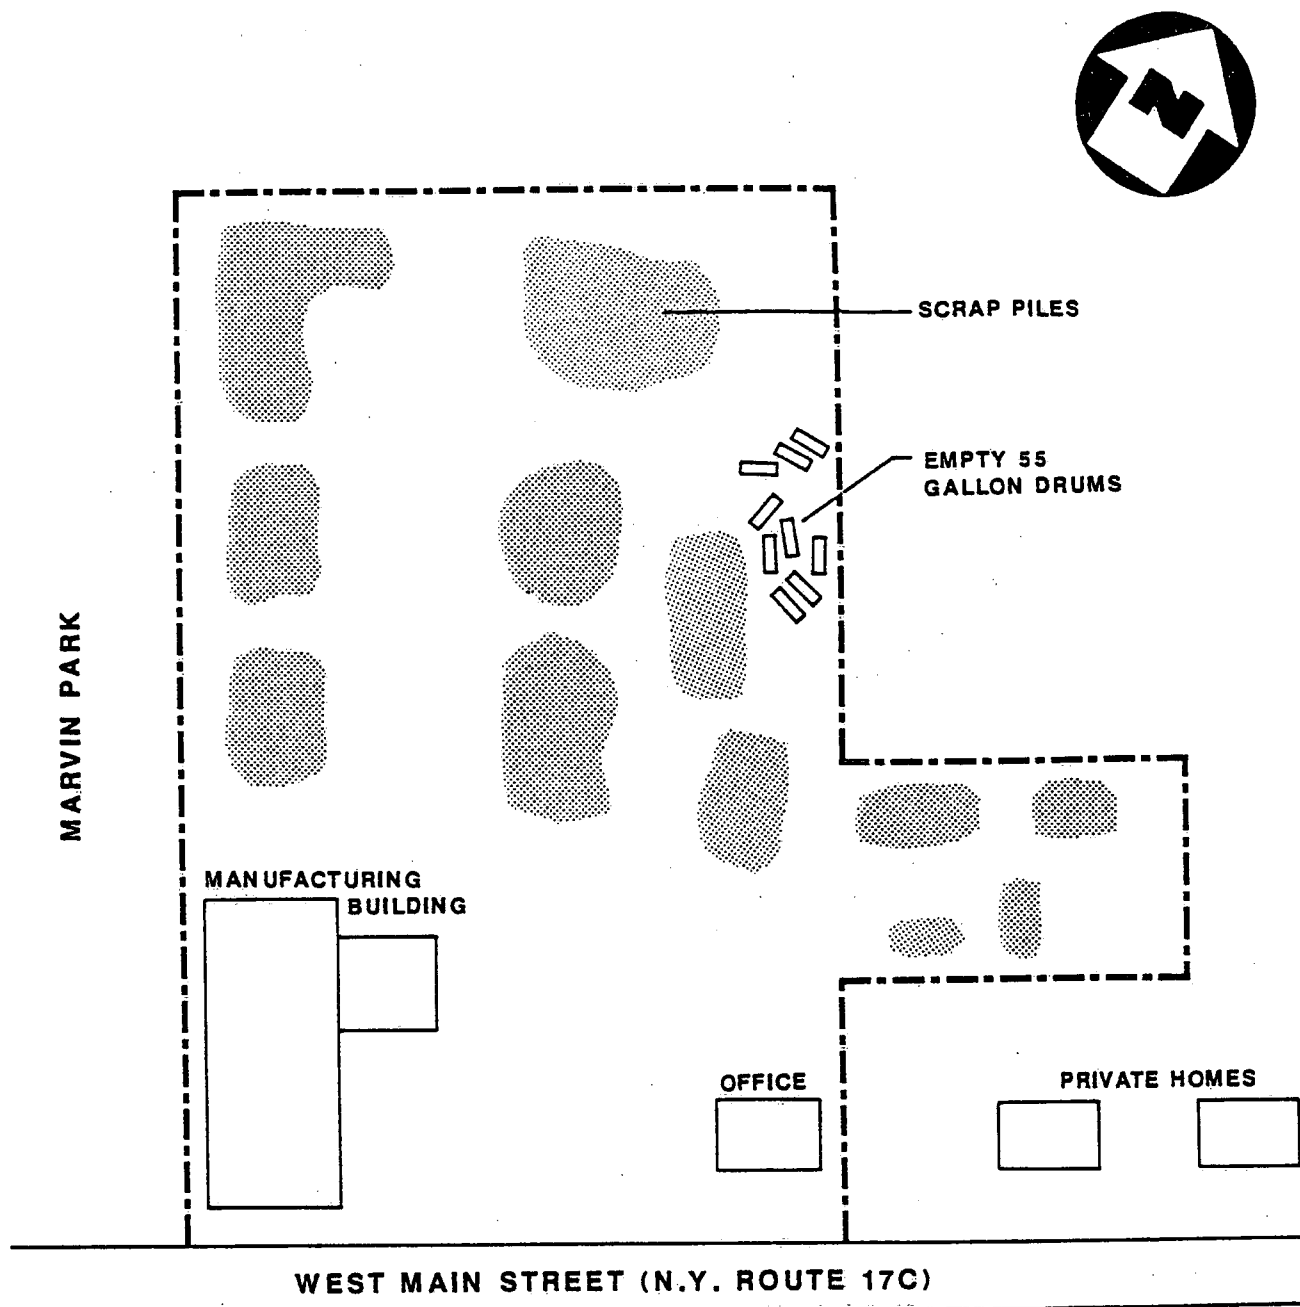 N
SCRAP PILES
EMPTY 55
GALLON DRUMS
MARVIN PARK
MANUFACTURING
BUILDING
OFFICE
PRIVATE HOMES
WEST MAIN STREET (N.Y. ROUTE 17C)